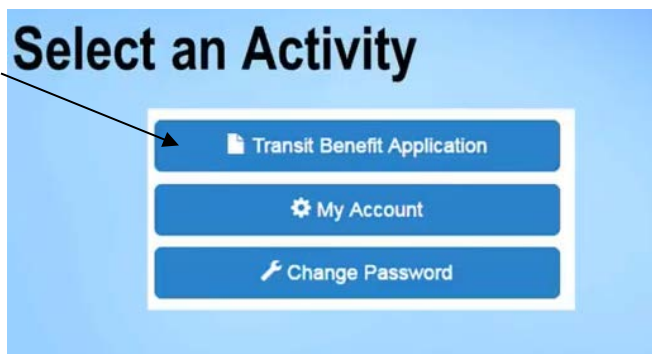 Select an Activity
Transit Benefit Application
My Account
Change Password